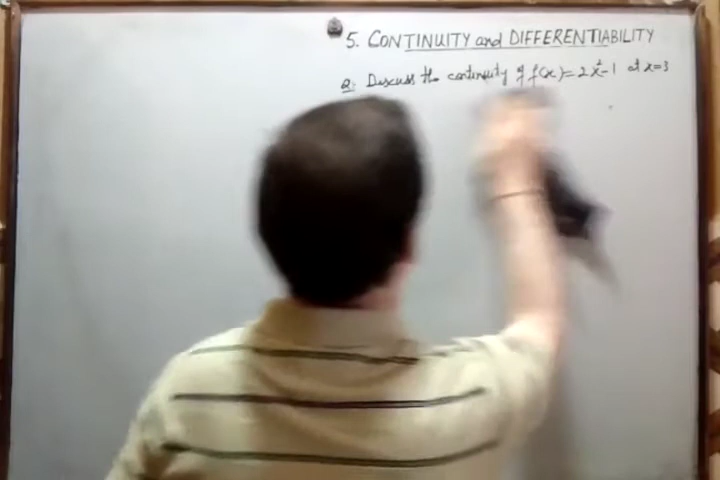 5. CONTINUITY and DIFFERENTIABILITY
Q: Discuss the continuity of f(x) = 2x²-1 at x=3